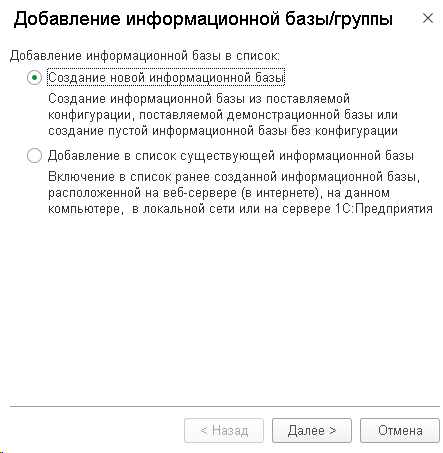 Добавление информационной базы/группы
Добавление информационной базы в список:
Создание новой информационной базы
Создание информационной базы из поставляемой
конфигурации, поставляемой демонстрационной базы или
создание пустой информационной базы без конфигурации
Добавление в список существующей информационной базы
Включение в список ранее созданной информационной базы,
расположенной на веб-сервере (в интернете), на данном
компьютере,  в локальной сети или на сервере 1С:Предприятия
< Назад
Далее >
Отмена